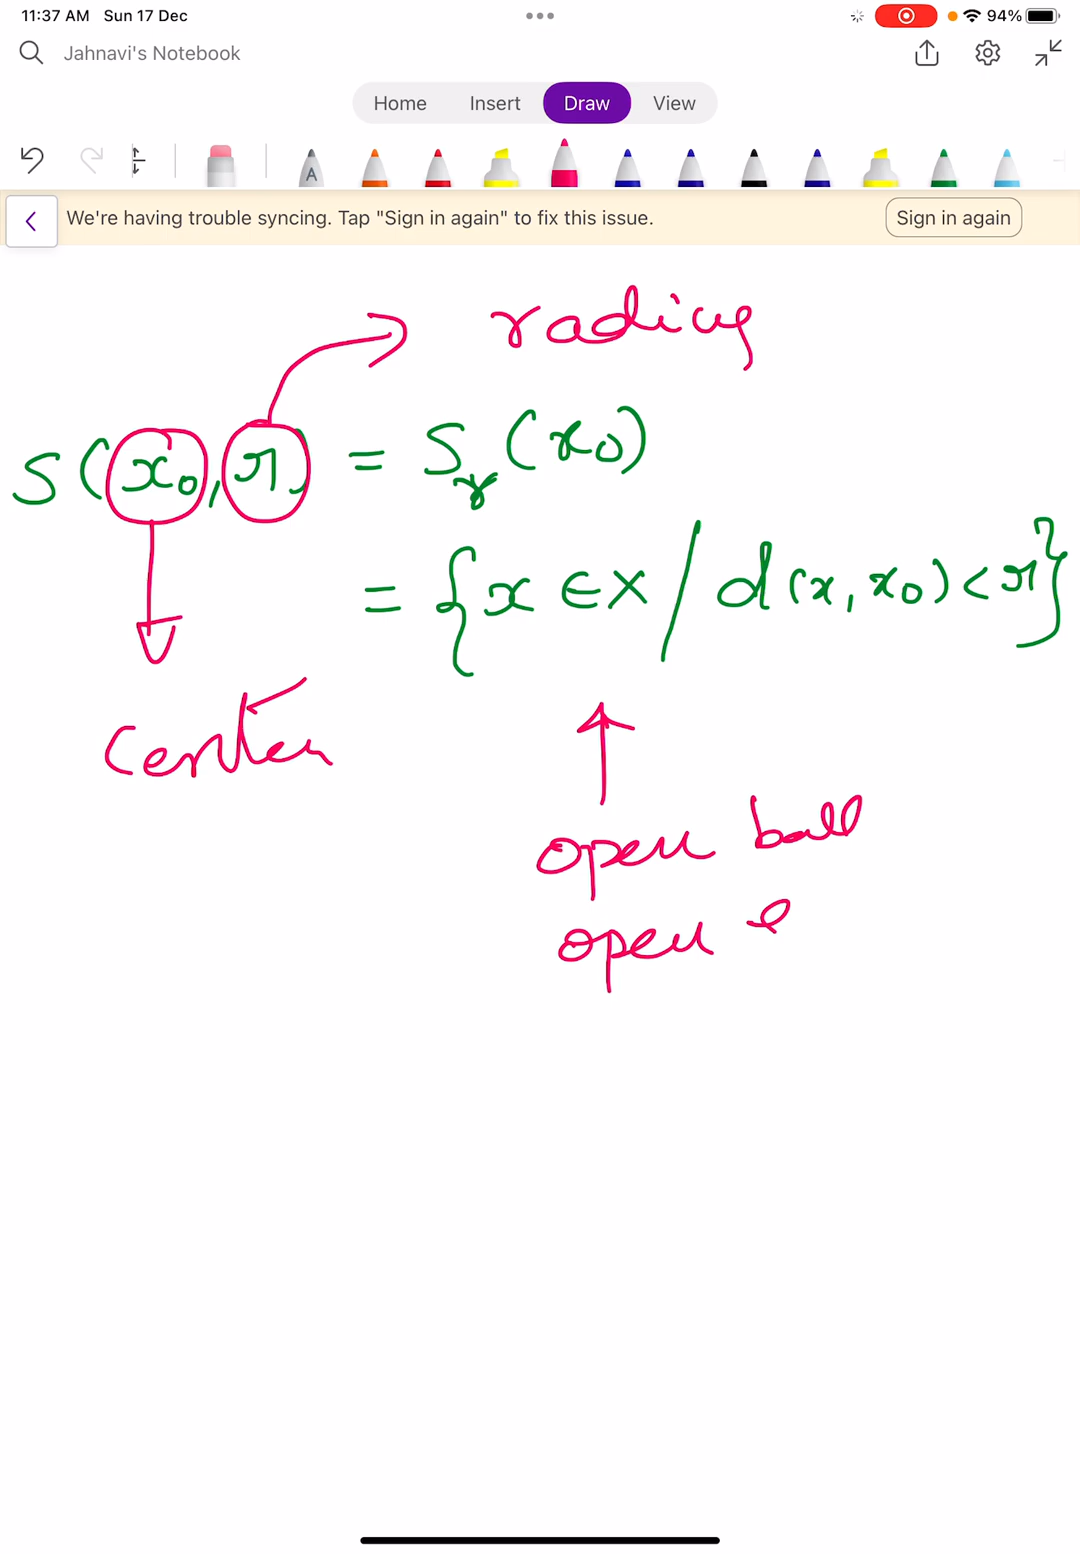 11:37 AM Sun 17 Dec
94%
Jahnavi's Notebook
Home Insert Draw View
A
We're having trouble syncing. Tap "Sign in again" to fix this issue.
Sign in again
radius
S(x₀, r) = Sᵣ(x₀)
= {x ∈ X / d(x, x₀) < r}
center
open ball
open